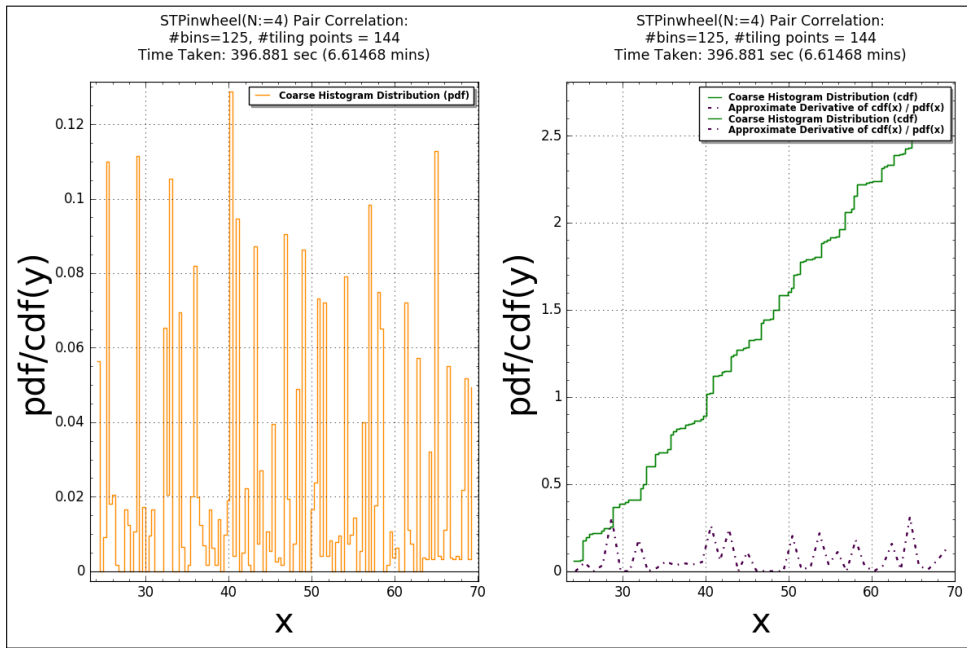 STPinwheel(N:=4) Pair Correlation:
#bins=125, #tiling points = 144
Time Taken: 396.881 sec (6.61468 mins)
Coarse Histogram Distribution (pdf)
0.12
0.1
0.08
0.06
0.04
0.02
0
30
40
50
60
70
pdf/cdf(y)
x
STPinwheel(N:=4) Pair Correlation:
#bins=125, #tiling points = 144
Time Taken: 396.881 sec (6.61468 mins)
Coarse Histogram Distribution (cdf)
Approximate Derivative of cdf(x) / pdf(x)
Coarse Histogram Distribution (cdf)
Approximate Derivative of cdf(x) / pdf(x)
2.5
2
1.5
1
0.5
0
30
40
50
60
70
pdf/cdf(y)
x